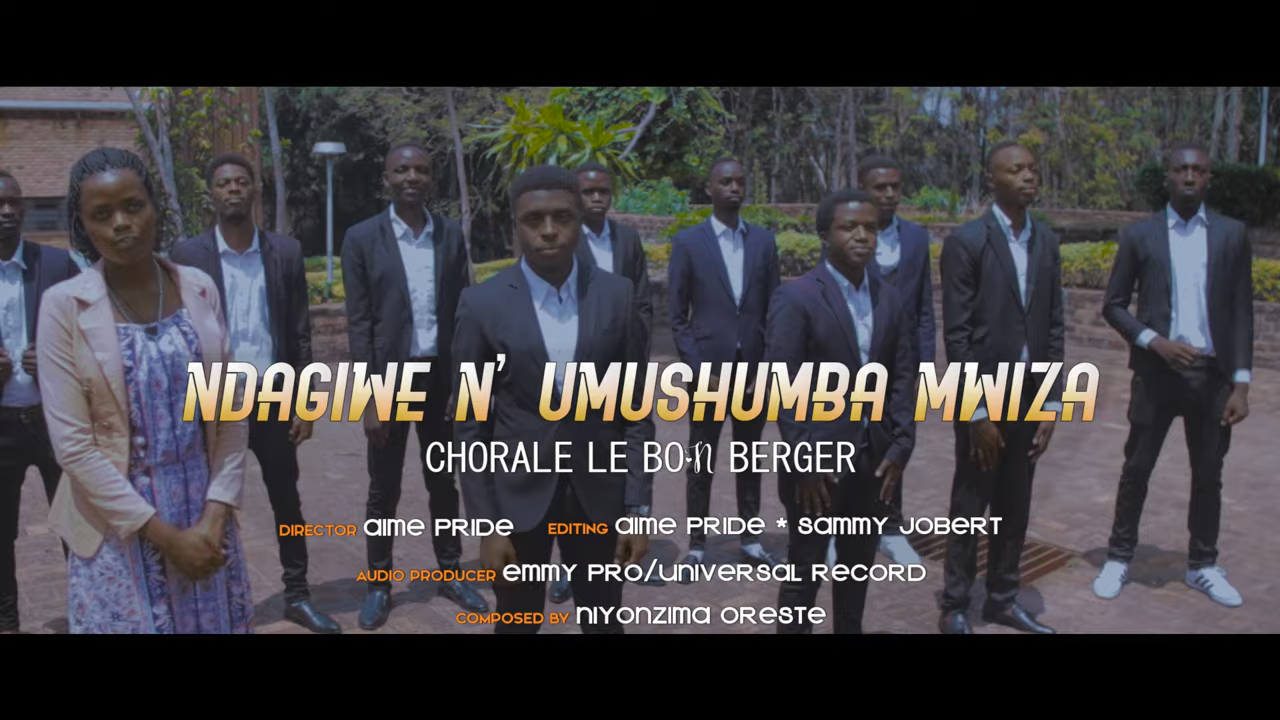 NDAGIWE N' UMUSHUMBA MWIZA
CHORALE LE BON BERGER
DIRECTOR AIME PRIDE EDITING AIME PRIDE * SAMMY JOBERT
AUDIO PRODUCER EMMY PRO/UNIVERSAL RECORD
COMPOSED BY NIYONZIMA ORESTE